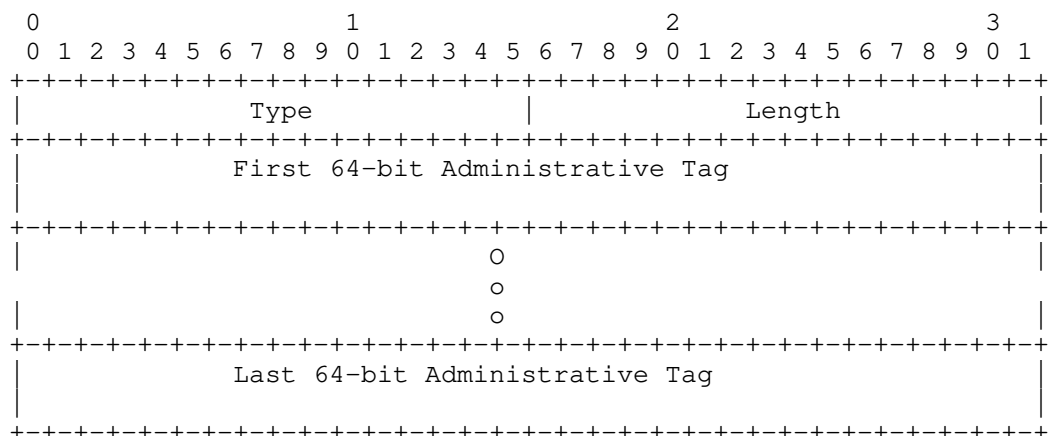 0                   1                   2                   3
 0 1 2 3 4 5 6 7 8 9 0 1 2 3 4 5 6 7 8 9 0 1 2 3 4 5 6 7 8 9 0 1
+-+-+-+-+-+-+-+-+-+-+-+-+-+-+-+-+-+-+-+-+-+-+-+-+-+-+-+-+-+-+-+-+
|              Type             |             Length            |
+-+-+-+-+-+-+-+-+-+-+-+-+-+-+-+-+-+-+-+-+-+-+-+-+-+-+-+-+-+-+-+-+
|             First 64-bit Administrative Tag                   |
|                                                               |
+-+-+-+-+-+-+-+-+-+-+-+-+-+-+-+-+-+-+-+-+-+-+-+-+-+-+-+-+-+-+-+-+
|                             O                                 |
                              o
|                             o                                 |
+-+-+-+-+-+-+-+-+-+-+-+-+-+-+-+-+-+-+-+-+-+-+-+-+-+-+-+-+-+-+-+-+
|             Last 64-bit Administrative Tag                    |
|                                                               |
+-+-+-+-+-+-+-+-+-+-+-+-+-+-+-+-+-+-+-+-+-+-+-+-+-+-+-+-+-+-+-+-+